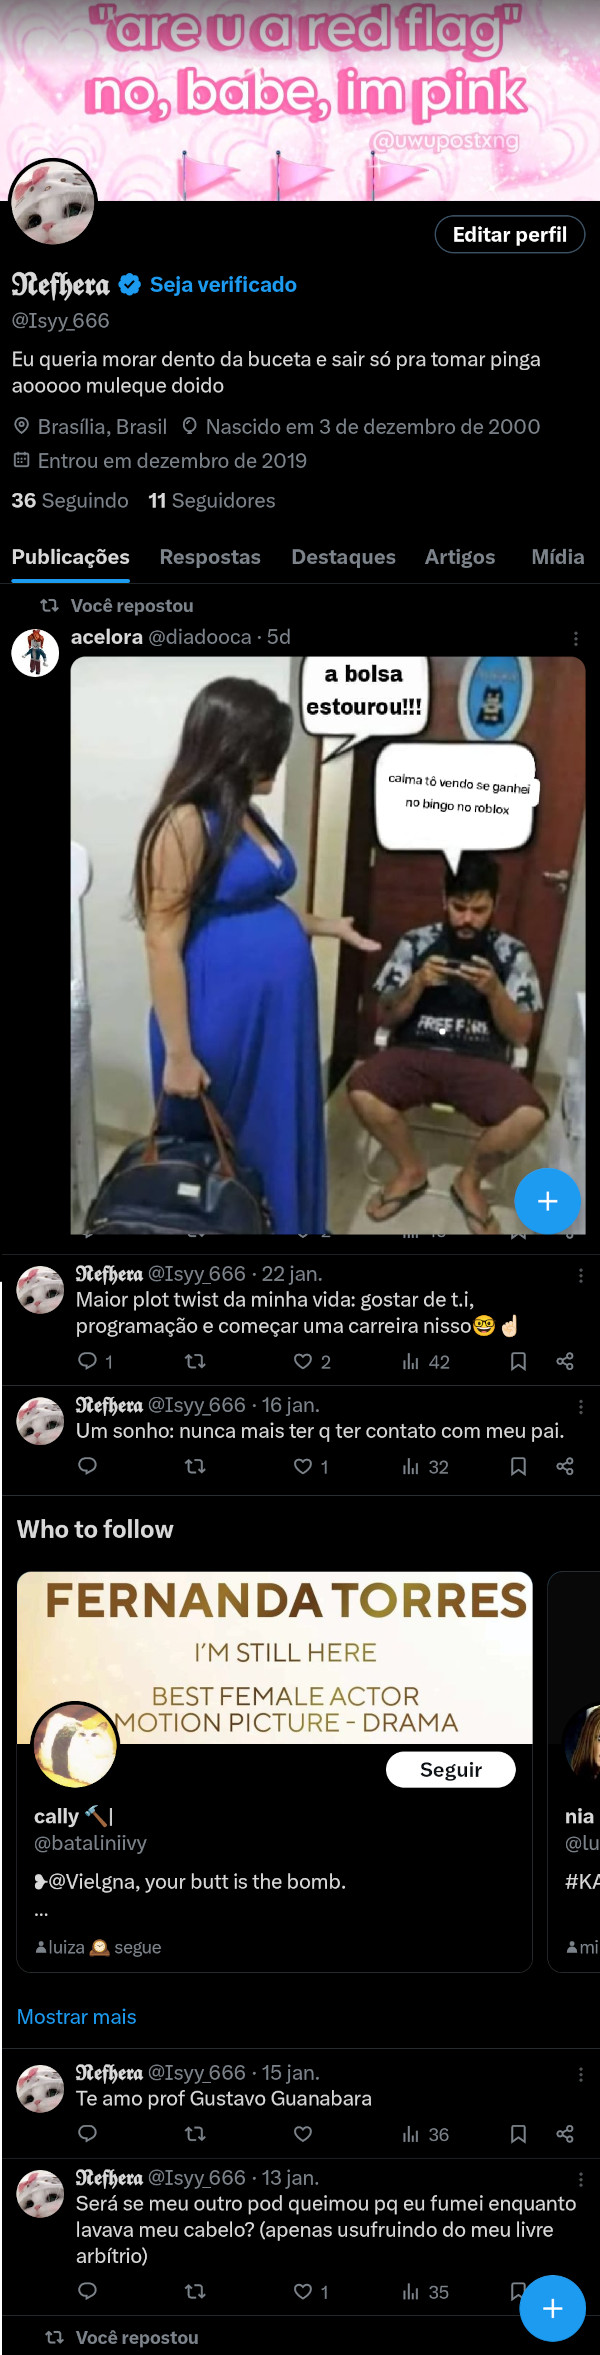 "are u a red flag"
no, babe, im pink
@uwupostxng
Editar perfil
𝕹𝖊𝖋𝖍𝖊𝖗𝖆 Seja verificado
@Isyy_666
Eu queria morar dento da buceta e sair só pra tomar pinga
aooooo muleque doido
Brasília, Brasil Nascido em 3 de dezembro de 2000
Entrou em dezembro de 2019
36 Seguindo 11 Seguidores
Publicações Respostas Destaques Artigos Mídia
Você repostou
acelora @diadooca · 5d
a bolsa
estourou!!!
calma tô vendo se ganhei
no bingo no roblox
FREE FIRE
𝕹𝖊𝖋𝖍𝖊𝖗𝖆 @Isyy_666 · 22 jan.
Maior plot twist da minha vida: gostar de t.i,
programação e começar uma carreira nisso🤓☝🏻
1 2 42
𝕹𝖊𝖋𝖍𝖊𝖗𝖆 @Isyy_666 · 16 jan.
Um sonho: nunca mais ter q ter contato com meu pai.
1 32
Who to follow
FERNANDA TORRES
I'M STILL HERE
BEST FEMALE ACTOR
MOTION PICTURE - DRAMA
Seguir
cally 🔨|
@bataliniivy
❥@Vielgna, your butt is the bomb.
...
luiza 🕰️ segue
nia
@lu
#KA
mi
Mostrar mais
𝕹𝖊𝖋𝖍𝖊𝖗𝖆 @Isyy_666 · 15 jan.
Te amo prof Gustavo Guanabara
36
𝕹𝖊𝖋𝖍𝖊𝖗𝖆 @Isyy_666 · 13 jan.
Será se meu outro pod queimou pq eu fumei enquanto
lavava meu cabelo? (apenas usufruindo do meu livre
arbítrio)
1 35
Você repostou